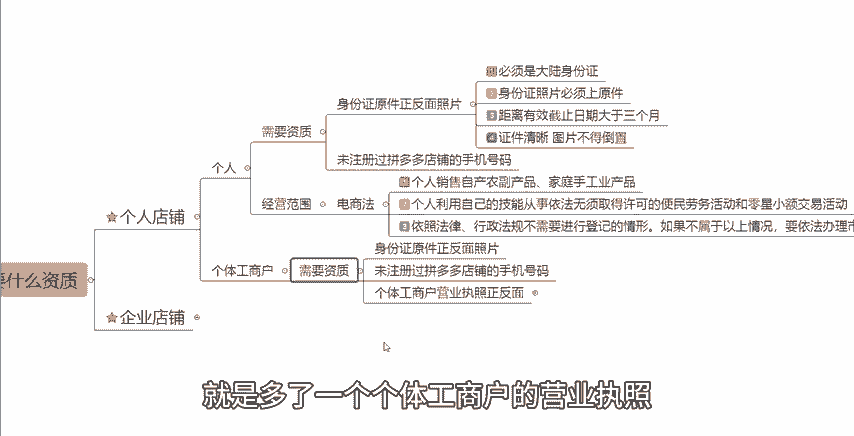 要什么资质
个人店铺
个人
需要资质
身份证原件正反面照片
必须是大陆身份证
身份证照片必须上原件
距离有效截止日期大于三个月
证件清晰 图片不得倒置
未注册过拼多多店铺的手机号码
经营范围
电商法
个人销售自产农副产品、家庭手工业产品
个人利用自己的技能从事依法无须取得许可的便民劳务活动和零星小额交易活动
依照法律、行政法规不需要进行登记的情形。如果不属于以上情况，要依法办理市
个体工商户
需要资质
身份证原件正反面照片
未注册过拼多多店铺的手机号码
个体工商户营业执照正反面
企业店铺
就是多了一个个体工商户的营业执照